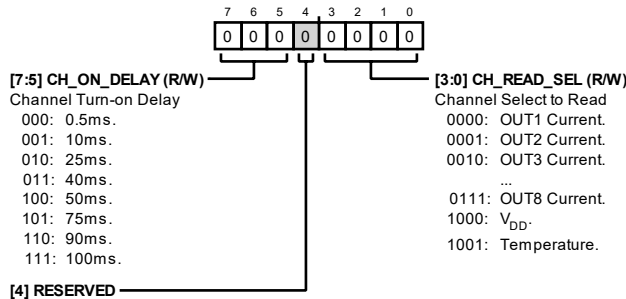 7 6 5 4 3 2 1 0
0 0 0 0 0 0 0 0
[7:5] CH_ON_DELAY (R/W)
Channel Turn-on Delay
000: 0.5ms.
001: 10ms.
010: 25ms.
011: 40ms.
100: 50ms.
101: 75ms.
110: 90ms.
111: 100ms.
[4] RESERVED
[3:0] CH_READ_SEL (R/W)
Channel Select to Read
0000: OUT1 Current.
0001: OUT2 Current.
0010: OUT3 Current.
...
0111: OUT8 Current.
1000: VDD.
1001: Temperature.